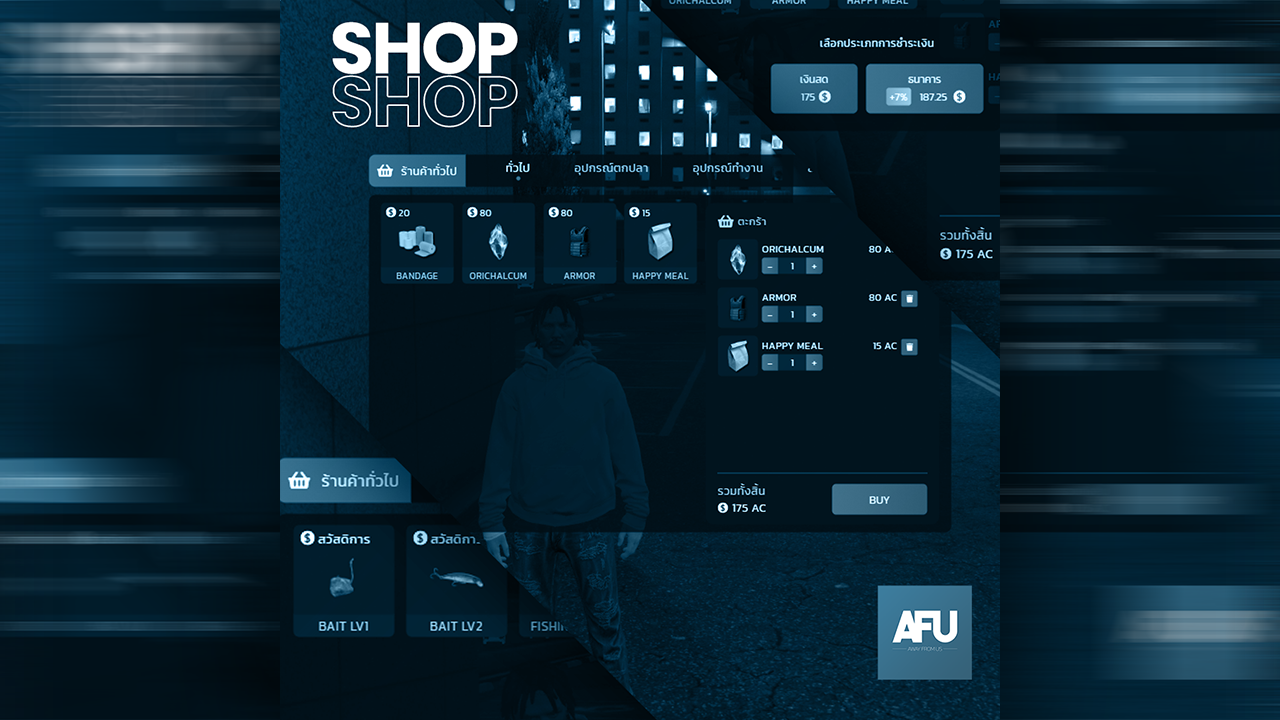 SHOP
SHOP
ORICHALCUM
ARMOR
HAPPY MEAL
เลือกประเภทการชำระเงิน
เงินสด
175 $
ธนาคาร
+7% 187.25 $
ร้านค้าทั่วไป
ทั่วไป
อุปกรณ์ตกปลา
อุปกรณ์ทำงาน
$ 20
BANDAGE
$ 80
ORICHALCUM
$ 80
ARMOR
$ 15
HAPPY MEAL
ตะกร้า
ORICHALCUM
80
- 1 +
ARMOR
80 AC
- 1 +
HAPPY MEAL
15 AC
- 1 +
รวมทั้งสิ้น
$ 175 AC
BUY
รวมทั้งสิ้น
$ 175 AC
ร้านค้าทั่วไป
$ สวัสดิการ
BAIT LV1
$ สวัสดิกา
BAIT LV2
FISHI
AFU
AWAY FROM US